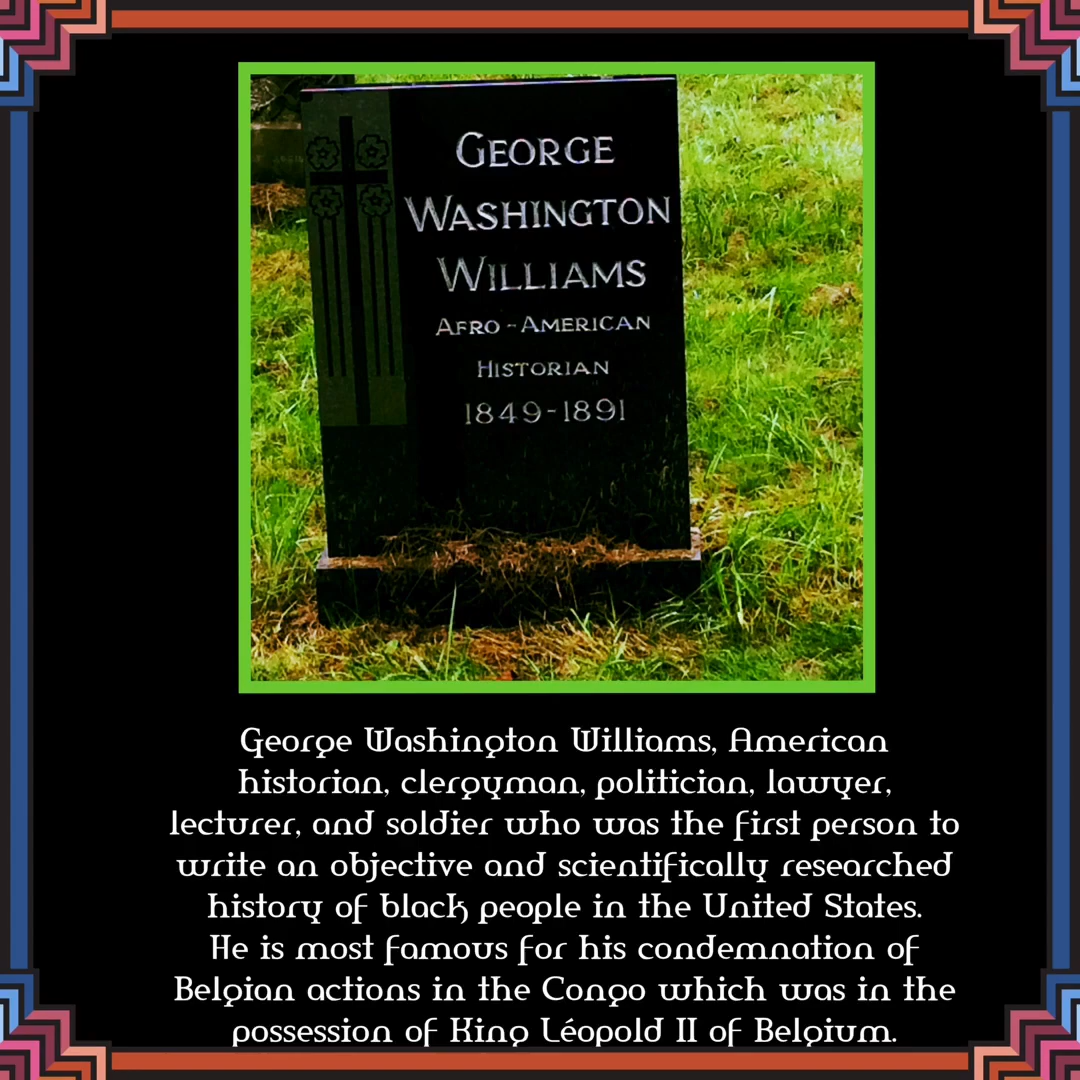 GEORGE
WASHINGTON
WILLIAMS
AFRO-AMERICAN
HISTORIAN
1849-1891
George Washington Williams, American
historian, clergyman, politician, lawyer,
lecturer, and soldier who was the first person to
write an objective and scientifically researched
history of black people in the United States.
He is most famous for his condemnation of
Belgian actions in the Congo which was in the
possession of King Léopold II of Belgium.